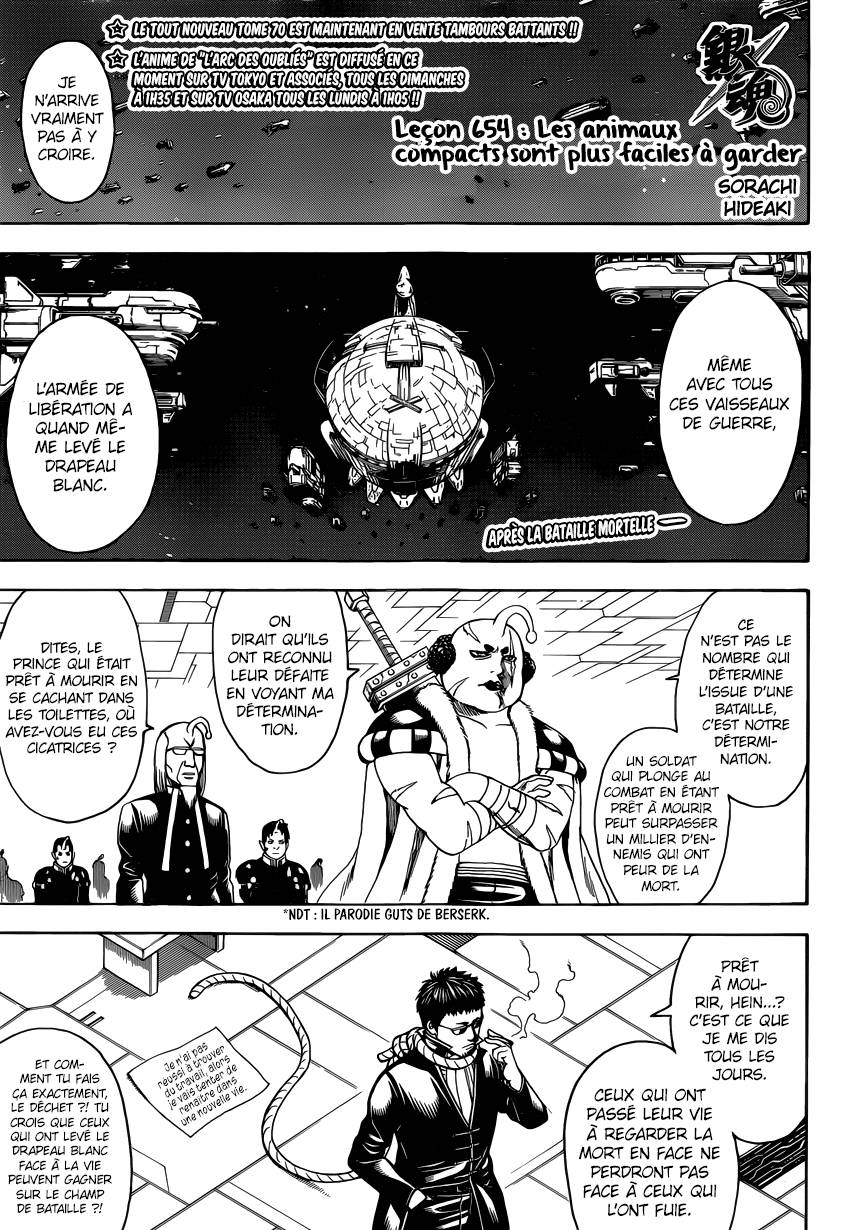 ☆ LE TOUT NOUVEAU TOME 70 EST MAINTENANT EN VENTE TAMBOURS BATTANTS !!
☆ L'ANIME DE "L'ARC DES OUBLIÉS" EST DIFFUSÉ EN CE
MOMENT SUR TV TOKYO ET ASSOCIÉS, TOUS LES DIMANCHES
À 1H35 ET SUR TV OSAKA TOUS LES LUNDIS À 1H05 !!
銀魂
Leçon 654 : Les animaux
compacts sont plus faciles à garder
SORACHI
HIDEAKI
JE
N'ARRIVE
VRAIMENT
PAS À Y
CROIRE.
MÊME
AVEC TOUS
CES VAISSEAUX
DE GUERRE,
L'ARMÉE DE
LIBÉRATION A
QUAND MÊ-
ME LEVÉ LE
DRAPEAU
BLANC.
APRÈS LA BATAILLE MORTELLE
CE
N'EST PAS LE
NOMBRE QUI
DÉTERMINE
L'ISSUE D'UNE
BATAILLE,
C'EST NOTRE
DÉTERMI-
NATION.
UN SOLDAT
QUI PLONGE AU
COMBAT EN ÉTANT
PRÊT À MOURIR
PEUT SURPASSER
UN MILLIER D'EN-
NEMIS QUI ONT
PEUR DE LA
MORT.
ON
DIRAIT QU'ILS
ONT RECONNU
LEUR DÉFAITE
EN VOYANT MA
DÉTERMINA-
TION.
DITES, LE
PRINCE QUI ÉTAIT
PRÊT À MOURIR EN
SE CACHANT DANS
LES TOILETTES, OÙ
AVEZ-VOUS EU CES
CICATRICES ?
*NDT : IL PARODIE GUTS DE BERSERK.
PRÊT
À MOU-
RIR, HEIN...?
C'EST CE QUE
JE ME DIS
TOUS LES
JOURS.
CEUX QUI ONT
PASSÉ LEUR VIE
À REGARDER LA
MORT EN FACE NE
PERDRONT PAS
FACE À CEUX QUI
L'ONT FUIE.
Je n'ai pas
réussi à trouver
du travail, alors
je vais tenter de
renaître dans
une nouvelle vie.
ET COM-
MENT TU FAIS
ÇA EXACTEMENT,
LE DÉCHET ?! TU
CROIS QUE CEUX
QUI ONT LEVÉ LE
DRAPEAU BLANC
FACE À LA VIE
PEUVENT GAGNER
SUR LE CHAMP
DE BATAILLE ?!